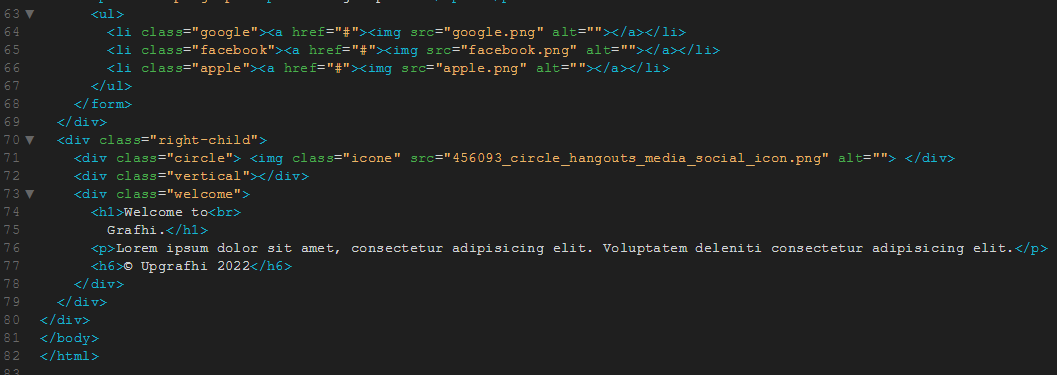 63 <ul>
64 <li class="google"><a href="#"><img src="google.png" alt=""></a></li>
65 <li class="facebook"><a href="#"><img src="facebook.png" alt=""></a></li>
66 <li class="apple"><a href="#"><img src="apple.png" alt=""></a></li>
67 </ul>
68 </form>
69 </div>
70 <div class="right-child">
71 <div class="circle"> <img class="icone" src="456093_circle_hangouts_media_social_icon.png" alt=""> </div>
72 <div class="vertical"></div>
73 <div class="welcome">
74 <h1>Welcome to<br>
75 Grafhi.</h1>
76 <p>Lorem ipsum dolor sit amet, consectetur adipisicing elit. Voluptatem deleniti consectetur adipisicing elit.</p>
77 <h6>© Upgrafhi 2022</h6>
78 </div>
79 </div>
80 </div>
81 </body>
82 </html>
83